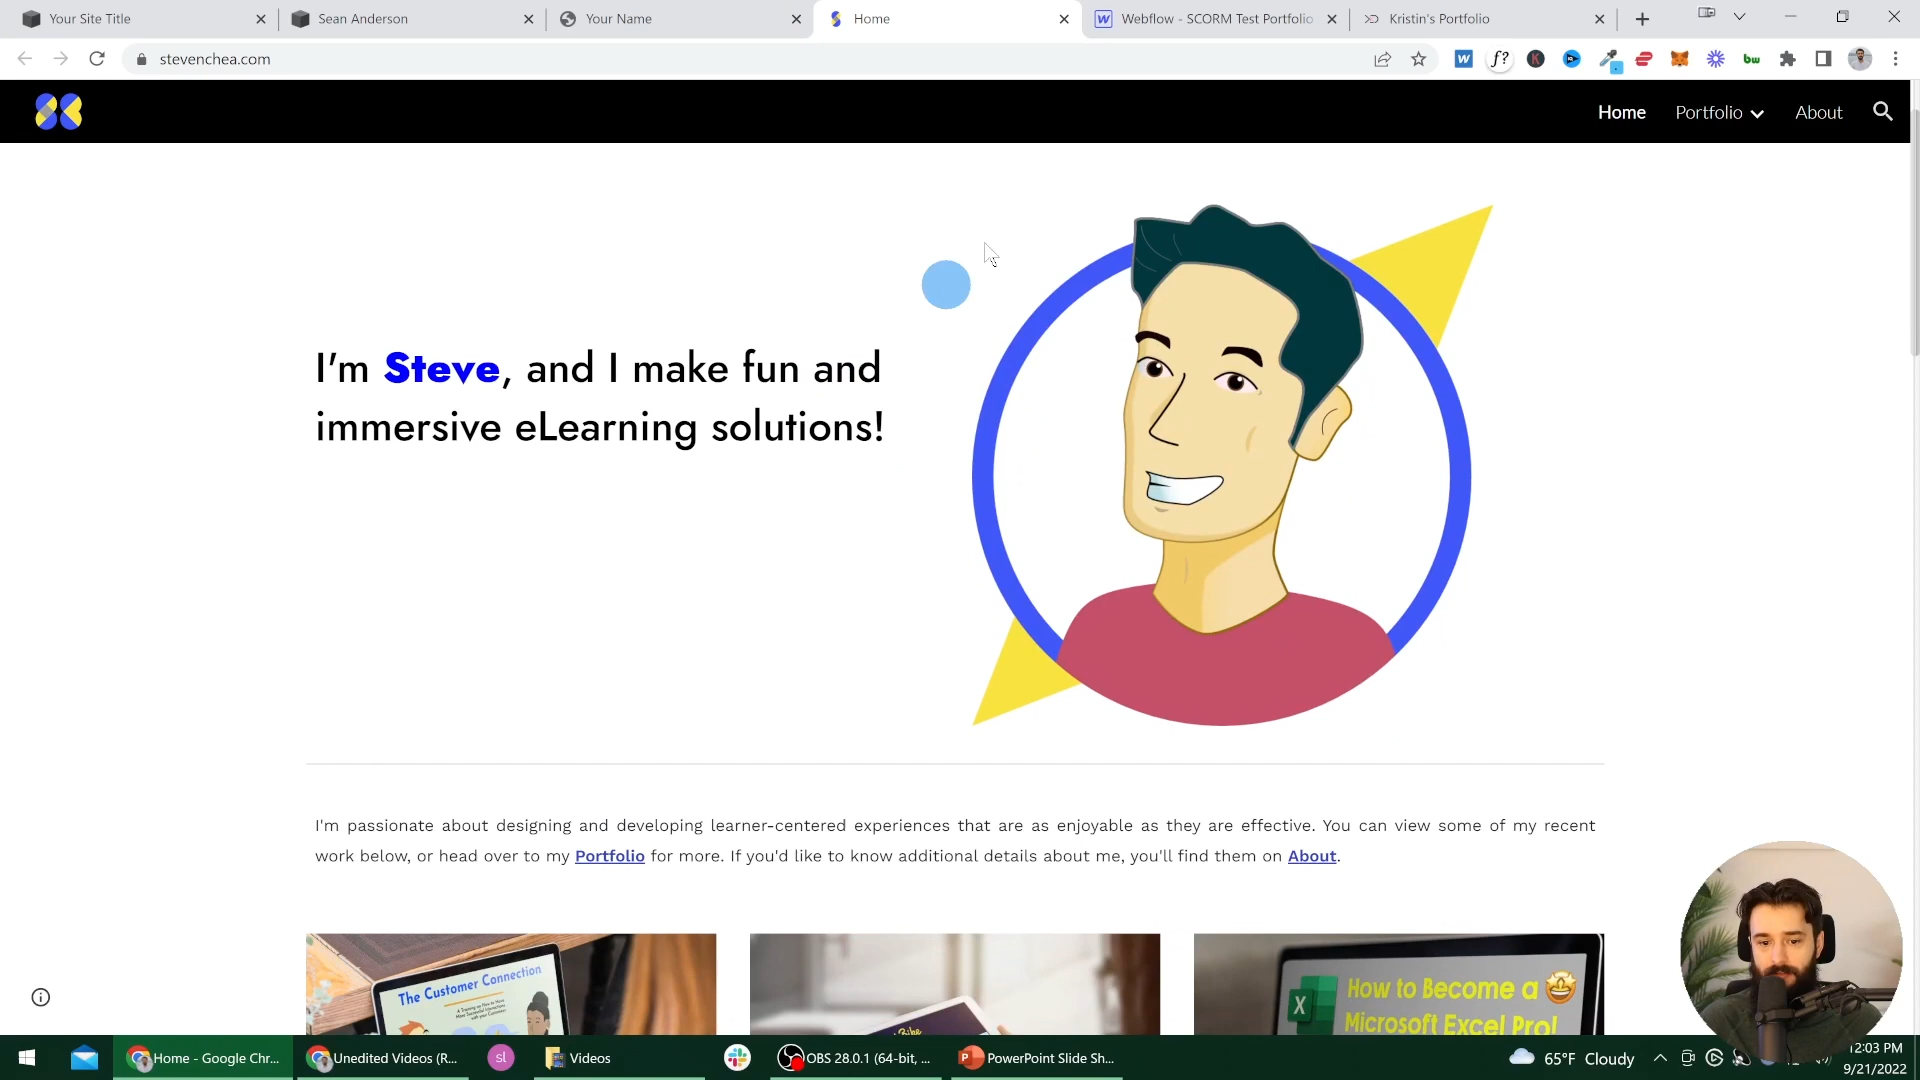 Your Site Title
Sean Anderson
Your Name
Home
Webflow - SCORM Test Portfolio
Kristin's Portfolio
stevenchea.com
W
f?
K
bw
Home
Portfolio
About
I'm Steve, and I make fun and
immersive eLearning solutions!
I'm passionate about designing and developing learner-centered experiences that are as enjoyable as they are effective. You can view some of my recent
work below, or head over to my Portfolio for more. If you'd like to know additional details about me, you'll find them on About.
The Customer Connection
How to Become a
Microsoft Excel Pro!
X
Home - Google Chr...
Unedited Videos (R...
sl
Videos
OBS 28.0.1 (64-bit, ...
PowerPoint Slide Sh...
65°F Cloudy
12:03 PM
9/21/2022